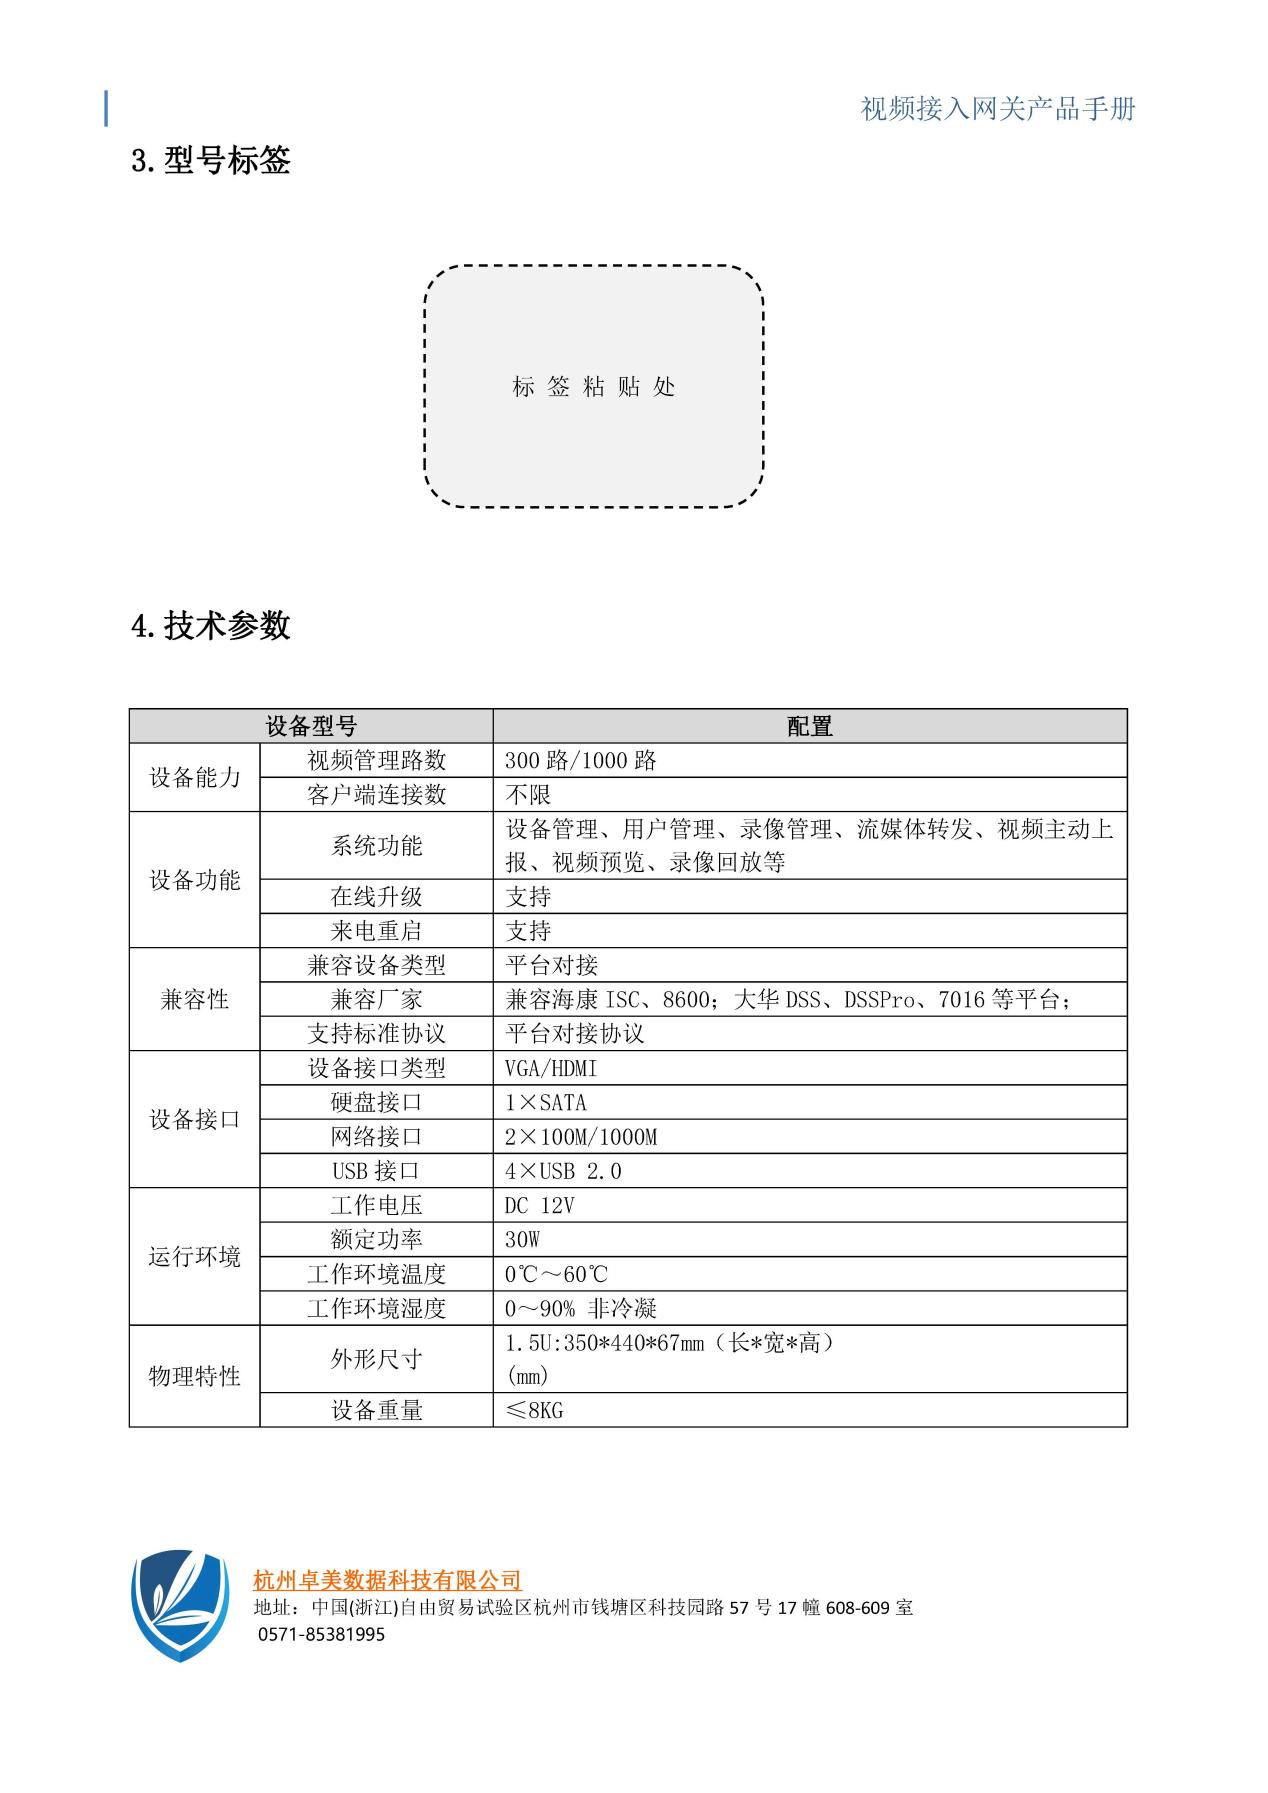 视频接入网关产品手册
3.型号标签
标签粘贴处
4.技术参数
设备型号 配置
设备能力 视频管理路数 300 路/1000 路
客户端连接数 不限
设备功能 系统功能 设备管理、用户管理、录像管理、流媒体转发、视频主动上
报、视频预览、录像回放等
在线升级 支持
来电重启 支持
兼容性 兼容设备类型 平台对接
兼容厂家 兼容海康 ISC、8600；大华 DSS、DSSPro、7016 等平台；
支持标准协议 平台对接协议
设备接口 设备接口类型 VGA/HDMI
硬盘接口 1×SATA
网络接口 2×100M/1000M
USB 接口 4×USB 2.0
运行环境 工作电压 DC 12V
额定功率 30W
工作环境温度 0℃～60℃
工作环境湿度 0～90% 非冷凝
物理特性 外形尺寸 1.5U:350*440*67mm（长*宽*高）
(mm)
设备重量 ≤8KG
杭州卓美数据科技有限公司
地址：中国(浙江)自由贸易试验区杭州市钱塘区科技园路 57 号 17 幢 608-609 室
0571-85381995